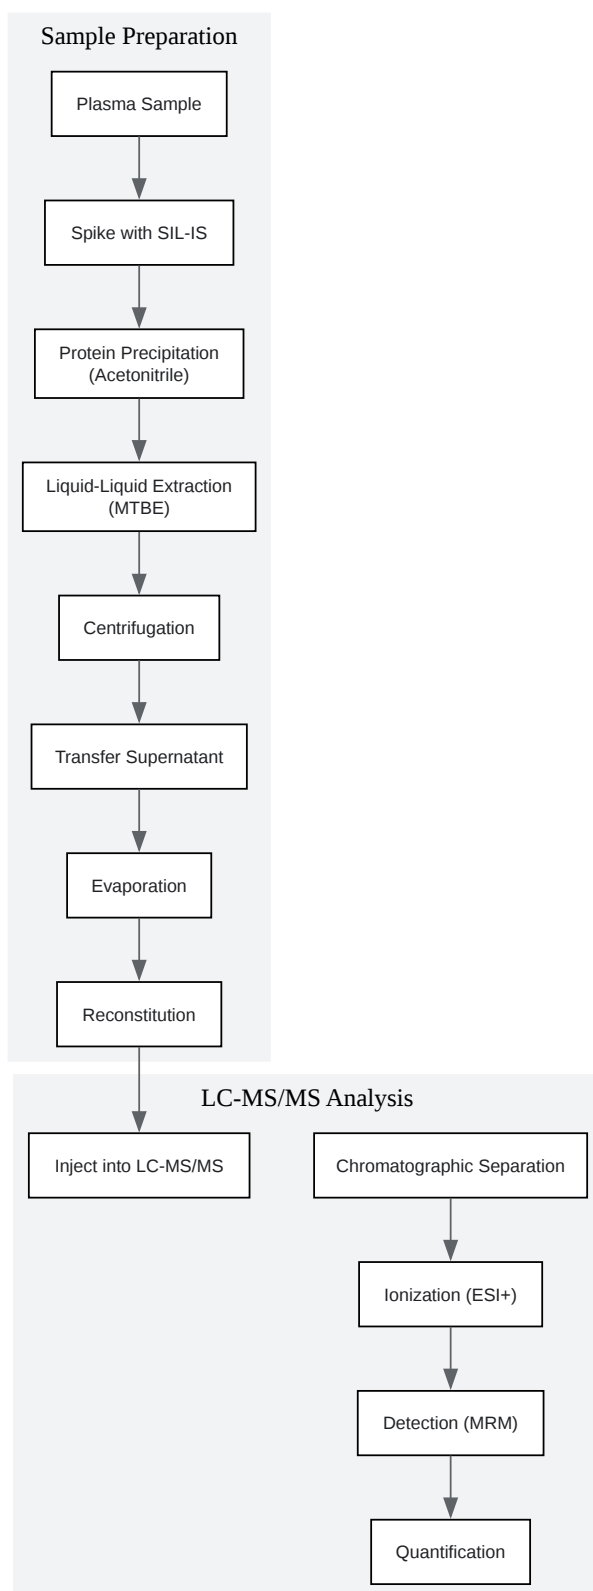 Sample Preparation
Plasma Sample
Spike with SIL-IS
Protein Precipitation
(Acetonitrile)
Liquid-Liquid Extraction
(MTBE)
Centrifugation
Transfer Supernatant
Evaporation
Reconstitution
LC-MS/MS Analysis
Inject into LC-MS/MS
Chromatographic Separation
Ionization (ESI+)
Detection (MRM)
Quantification